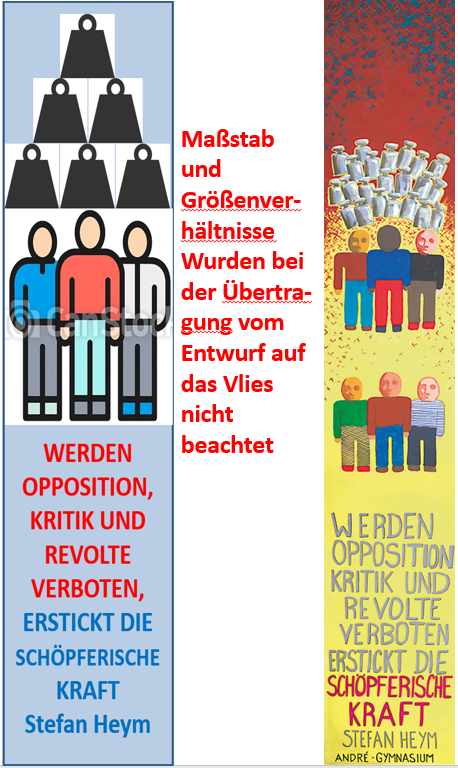 WERDEN
OPPOSITION,
KRITIK UND
REVOLTE
VERBOTEN,
ERSTICKT DIE
SCHÖPFERISCHE
KRAFT
Stefan Heym
Maßstab
und
Größenver-
hältnisse
Wurden bei
der Übertra-
gung vom
Entwurf auf
das Vlies
nicht
beachtet
WERDEN
OPPOSITION
KRITIK UND
REVOLTE
VERBOTEN
ERSTICKT DIE
SCHÖPFERISCHE
KRAFT
STEFAN HEYM
ANDRÉ-GYMNASIUM